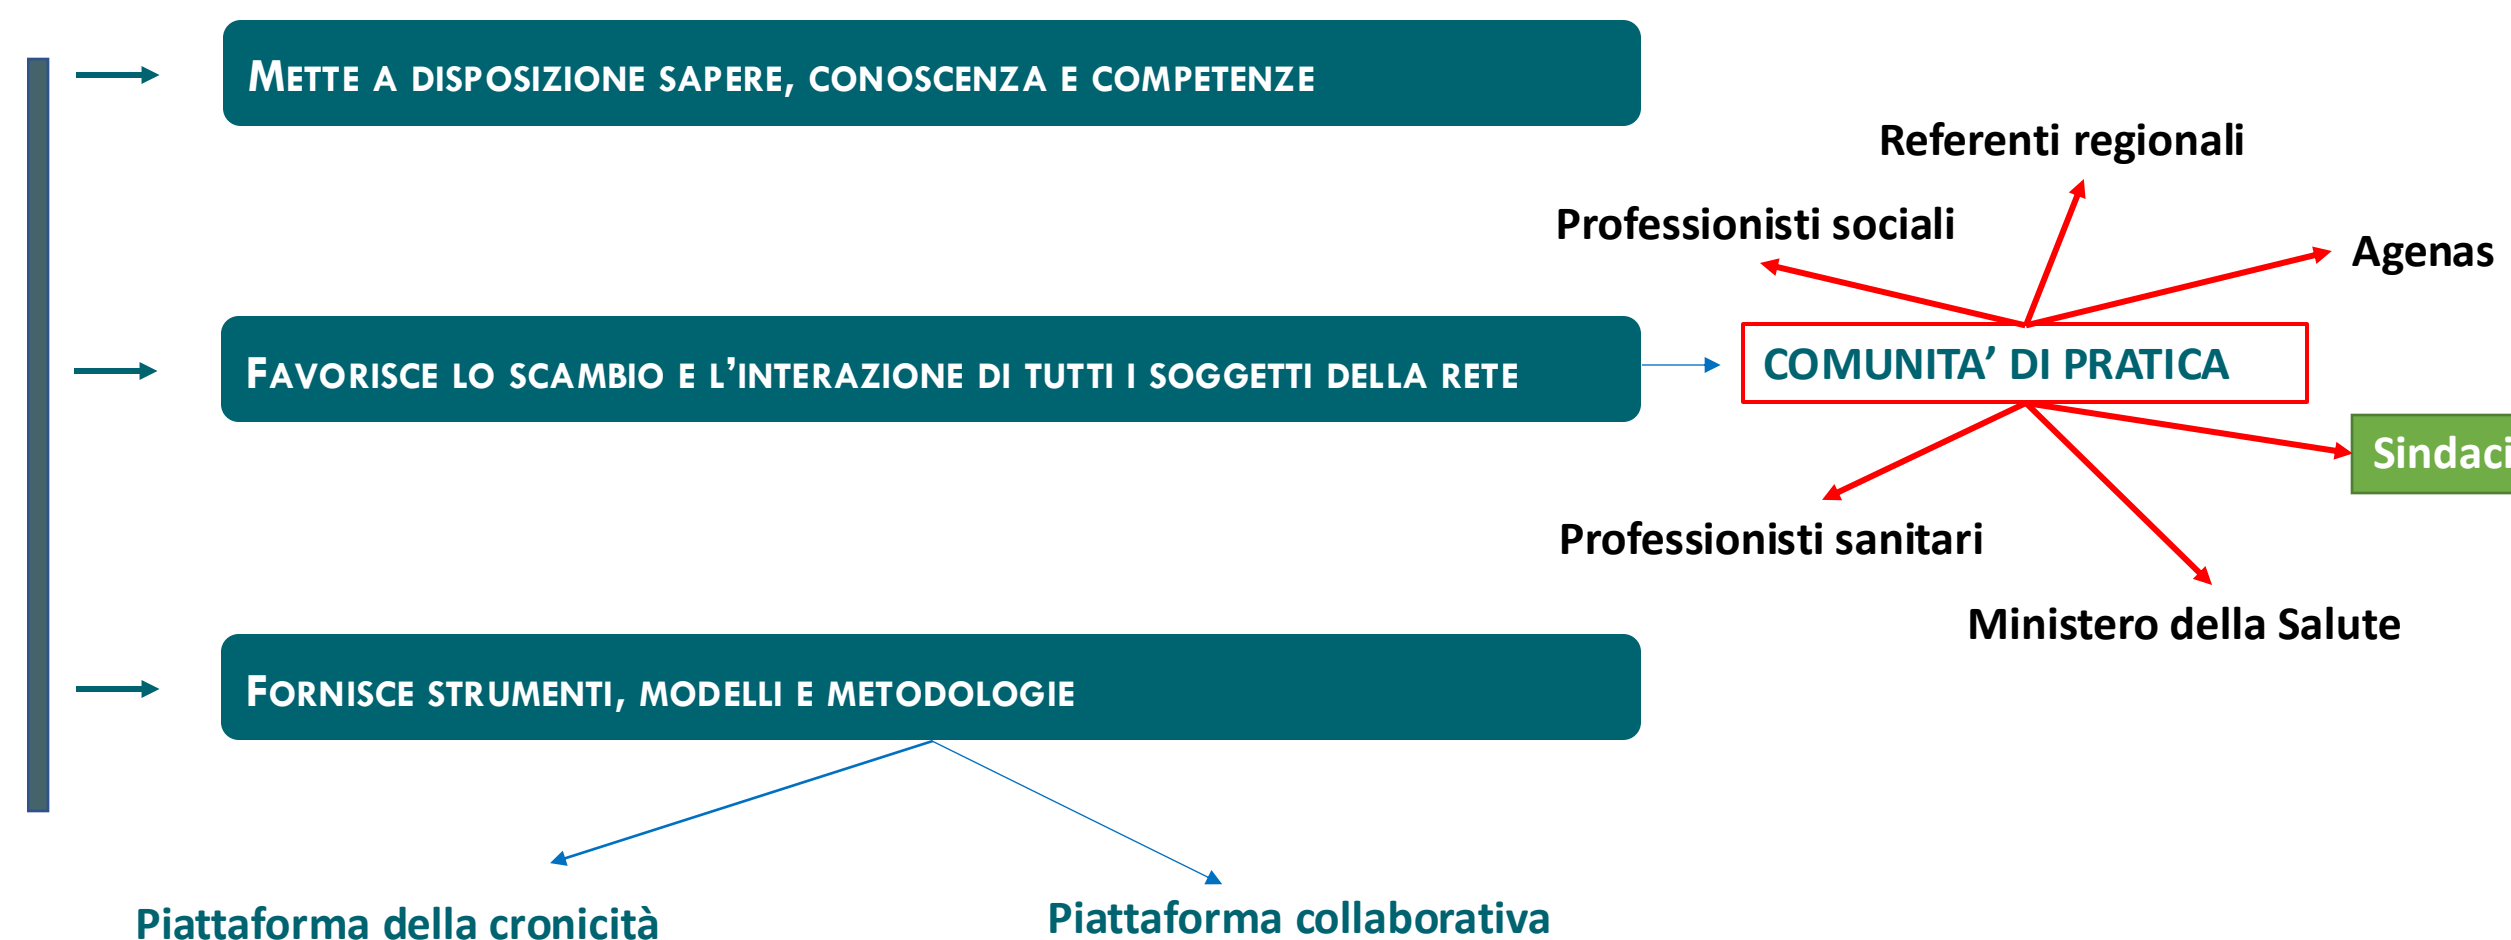 METTE A DISPOSIZIONE SAPERE, CONOSCENZA E COMPETENZE
Referenti regionali
Professionisti sociali
Agenas
FAVORISCE LO SCAMBIO E L’INTERAZIONE DI TUTTI I SOGGETTI DELLA RETE
COMUNITA’ DI PRATICA
Sindaci
Professionisti sanitari
Ministero della Salute
FORNISCE STRUMENTI, MODELLI E METODOLOGIE
Piattaforma della cronicità
Piattaforma collaborativa